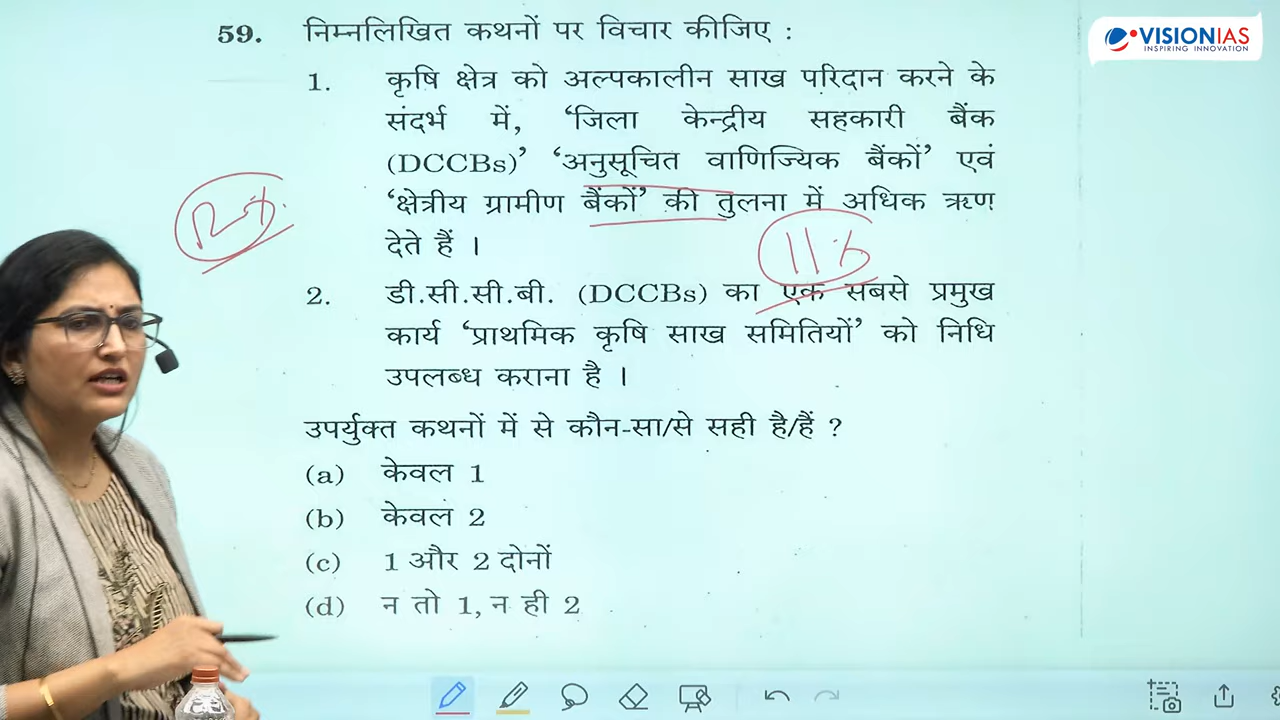 VISIONIAS
INSPIRING INNOVATION
59. निम्नलिखित कथनों पर विचार कीजिए :
1. कृषि क्षेत्र को अल्पकालीन साख परिदान करने के
संदर्भ में, ‘जिला केन्द्रीय सहकारी बैंक
(DCCBs)’ ‘अनुसूचित वाणिज्यिक बैंकों’ एवं
‘क्षेत्रीय ग्रामीण बैंकों’ की तुलना में अधिक ऋण
देते हैं ।
2. डी.सी.सी.बी. (DCCBs) का एक सबसे प्रमुख
कार्य ‘प्राथमिक कृषि साख समितियों’ को निधि
उपलब्ध कराना है ।
उपर्युक्त कथनों में से कौन-सा/से सही है/हैं ?
(a) केवल 1
(b) केवल 2
(c) 1 और 2 दोनों
(d) न तो 1, न ही 2